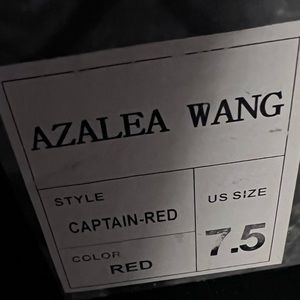 AZALEA WANG
STYLE
CAPTAIN-RED
US SIZE
7.5
COLOR
RED